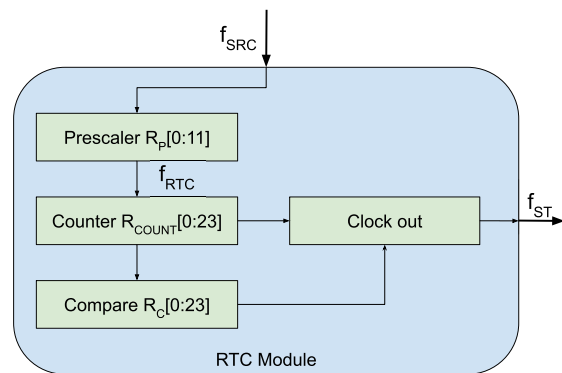 f_SRC
Prescaler R_P[0:11]
f_RTC
Counter R_COUNT[0:23]
Clock out
f_ST
Compare R_C[0:23]
RTC Module